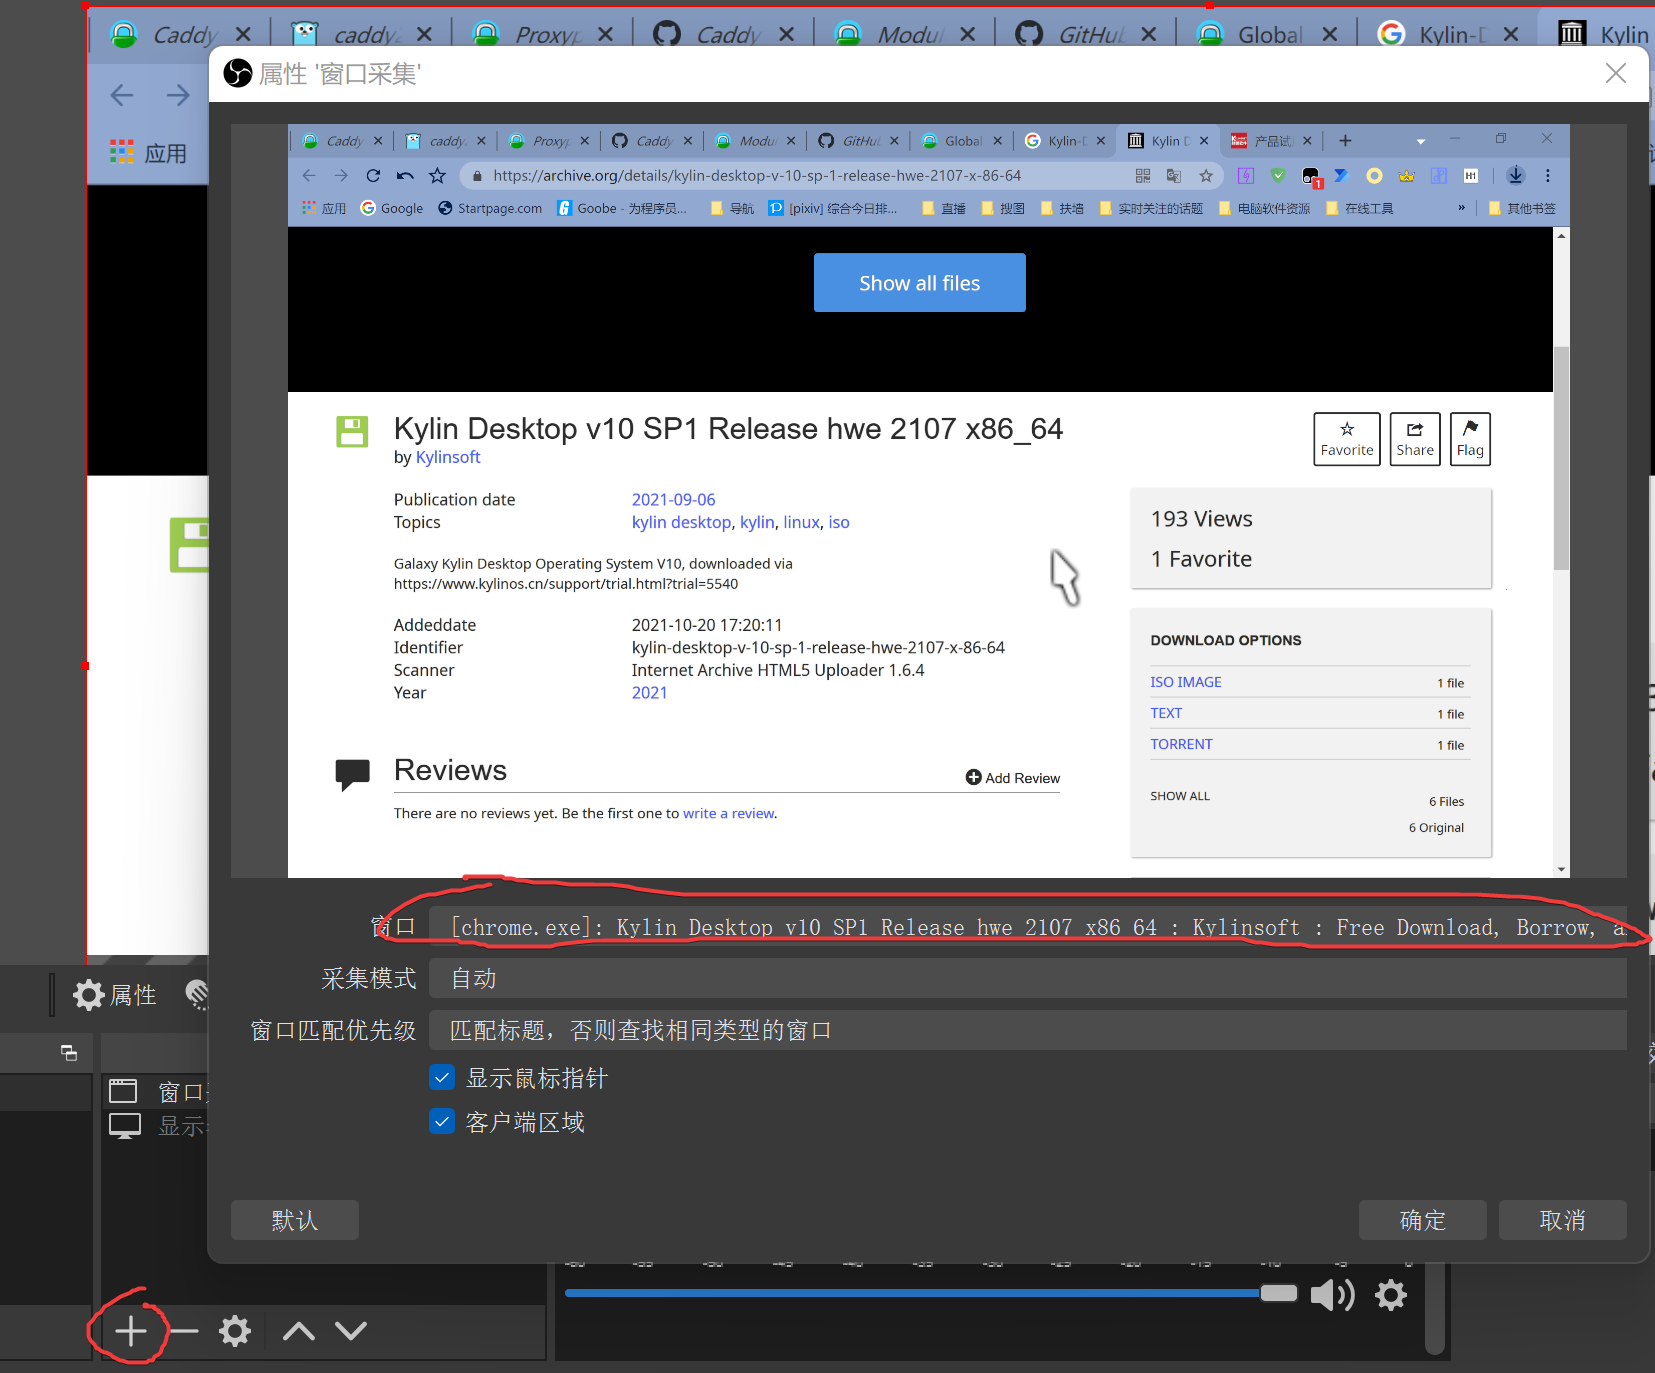 Caddy
caddy
Proxyp
Caddy
Modul
GitHub
Global
Kylin-D
Kylin
应用
属性 '窗口采集'
Caddy
caddy
Proxyp
Caddy
Modul
GitHub
Global
Kylin-D
Kylin D
产品试
https://archive.org/details/kylin-desktop-v-10-sp-1-release-hwe-2107-x-86-64
1
H1
应用
Google
Startpage.com
Goobe - 为程序员...
导航
[pixiv] 综合今日排...
直播
搜图
扶墙
实时关注的话题
电脑软件资源
在线工具
»
其他书签
Show all files
Kylin Desktop v10 SP1 Release hwe 2107 x86_64
by Kylinsoft
Favorite
Share
Flag
Publication date 2021-09-06
Topics kylin desktop, kylin, linux, iso
193 Views
1 Favorite
Galaxy Kylin Desktop Operating System V10, downloaded via
https://www.kylinos.cn/support/trial.html?trial=5540
Addeddate 2021-10-20 17:20:11
Identifier kylin-desktop-v-10-sp-1-release-hwe-2107-x-86-64
Scanner Internet Archive HTML5 Uploader 1.6.4
Year 2021
DOWNLOAD OPTIONS
ISO IMAGE 1 file
TEXT 1 file
TORRENT 1 file
SHOW ALL 6 Files
6 Original
Reviews
Add Review
There are no reviews yet. Be the first one to write a review.
窗口 [chrome.exe]: Kylin Desktop v10 SP1 Release hwe 2107 x86_64 : Kylinsoft : Free Download, Borrow, a
采集模式 自动
窗口匹配优先级 匹配标题，否则查找相同类型的窗口
显示鼠标指针
客户端区域
默认
确定
取消
属性
窗口
显示